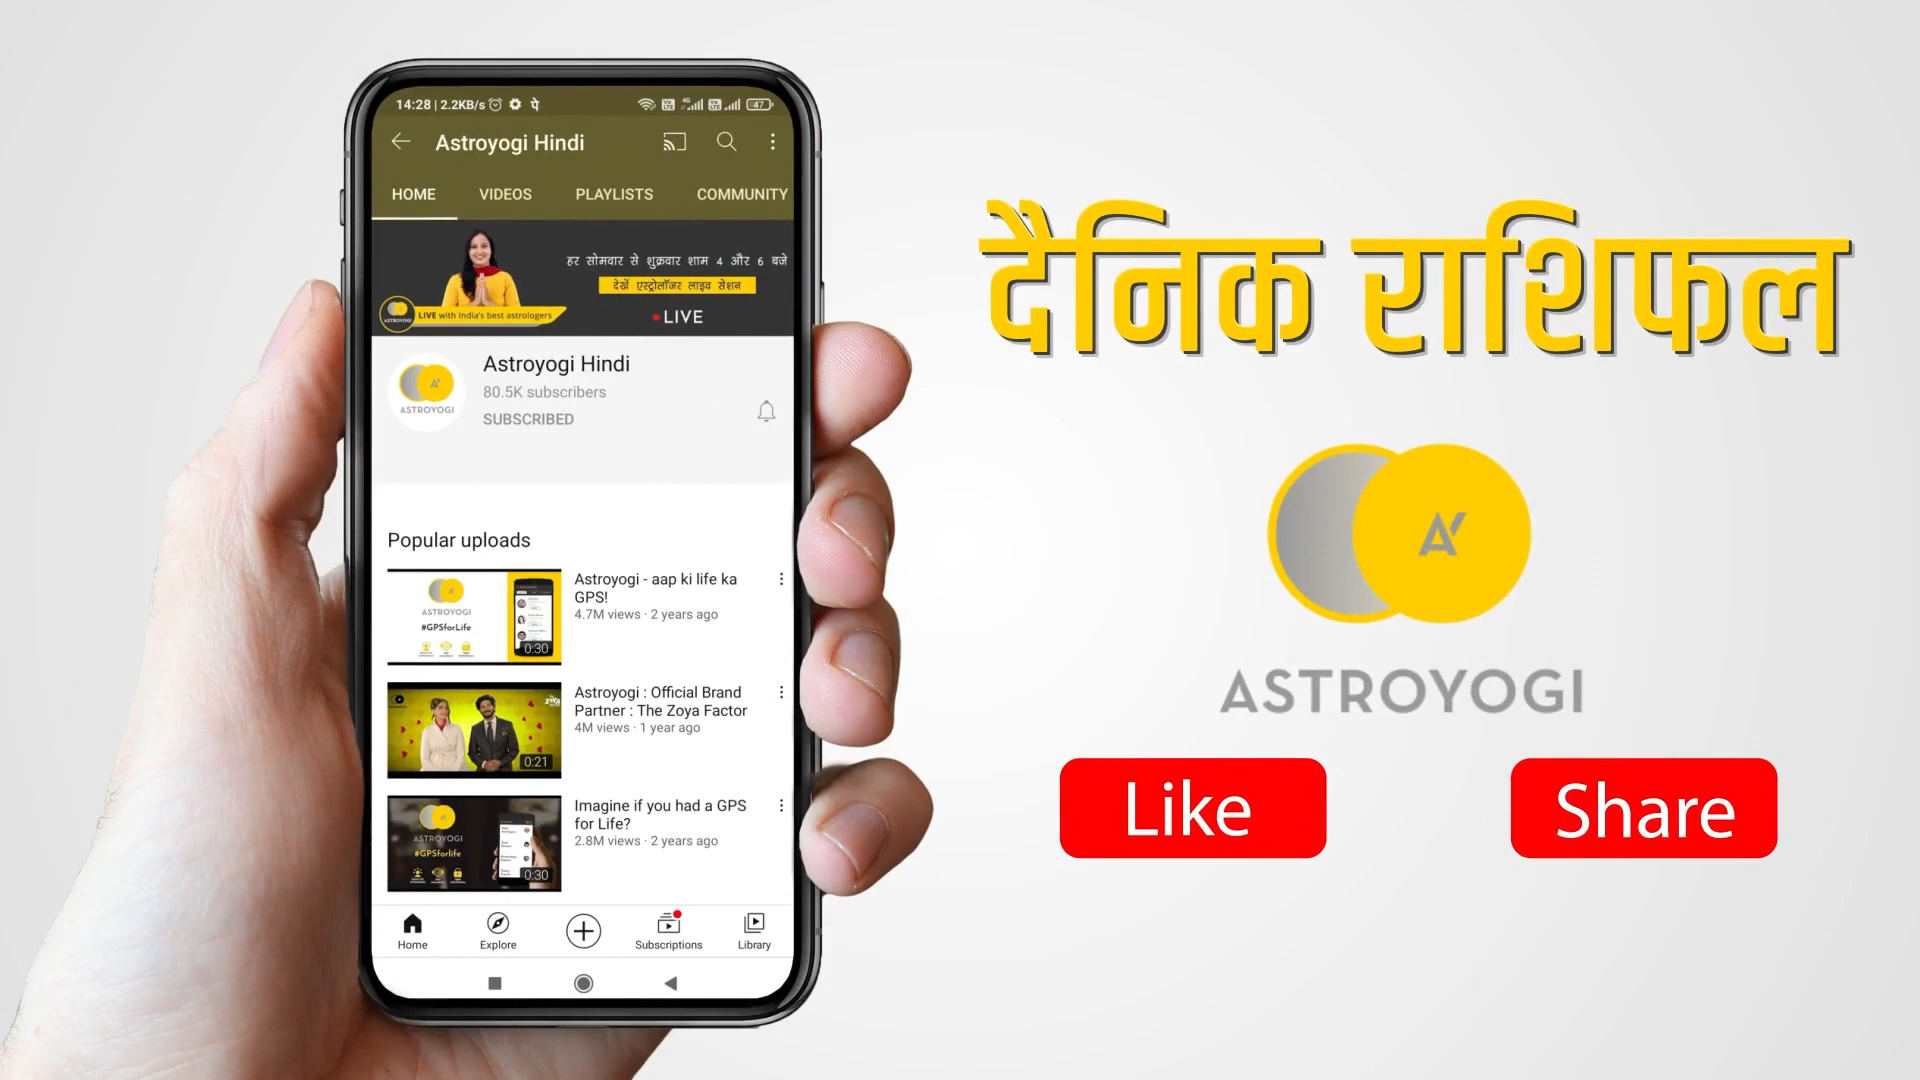 14:28 | 2.2KB/s पे
4G 47
Astroyogi Hindi
HOME VIDEOS PLAYLISTS COMMUNITY
हर सोमवार से शुक्रवार शाम 4 और 6 बजे
देखें एस्ट्रोलॉजर लाइव सेशन
ASTROYOGI
LIVE with India's best astrologers
LIVE
Astroyogi Hindi
80.5K subscribers
SUBSCRIBED
ASTROYOGI
Popular uploads
ASTROYOGI
#GPSforLife
0:30
Astroyogi - aap ki life ka
GPS!
4.7M views · 2 years ago
0:21
Astroyogi : Official Brand
Partner : The Zoya Factor
4M views · 1 year ago
ASTROYOGI
#GPSforlife
0:30
Imagine if you had a GPS
for Life?
2.8M views · 2 years ago
Home Explore Subscriptions Library
दैनिक राशिफल
ASTROYOGI
Like Share